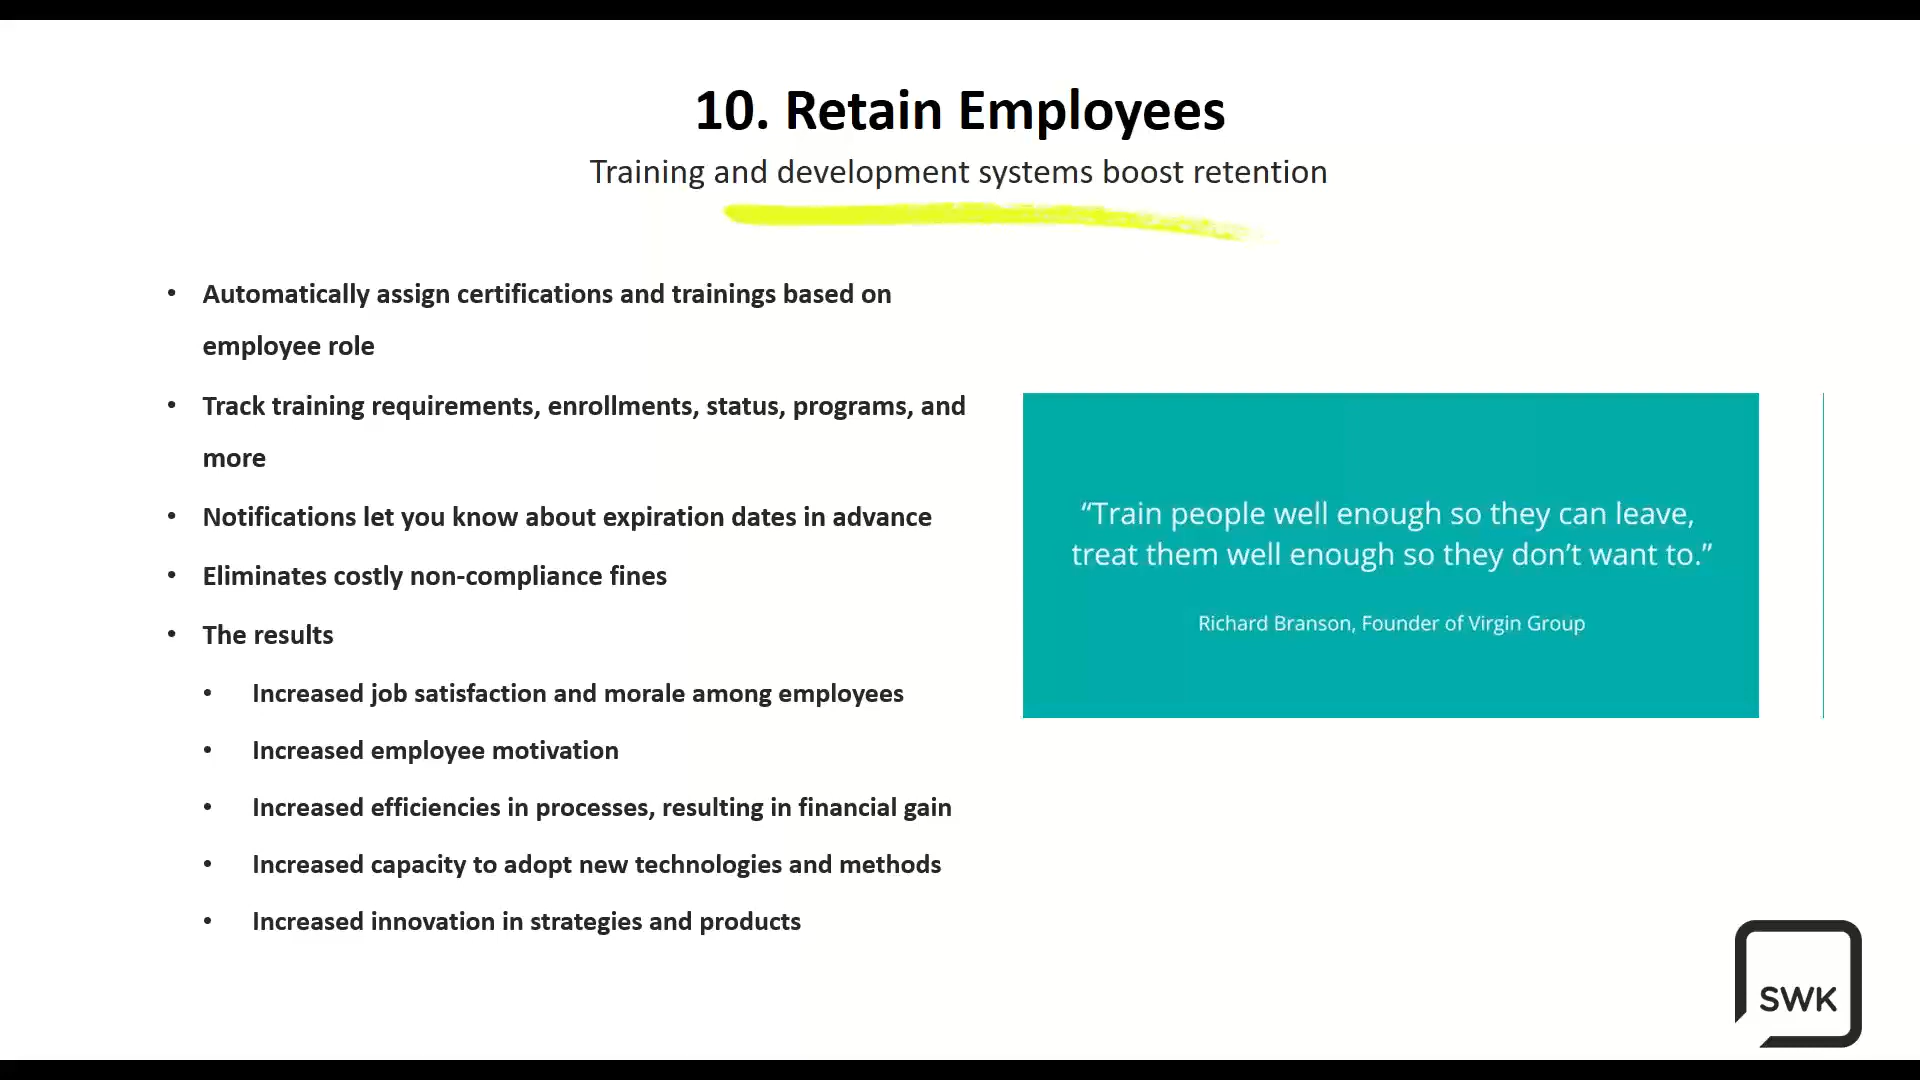 10. Retain Employees
Training and development systems boost retention
• Automatically assign certifications and trainings based on
employee role
• Track training requirements, enrollments, status, programs, and
more
• Notifications let you know about expiration dates in advance
• Eliminates costly non-compliance fines
• The results
• Increased job satisfaction and morale among employees
• Increased employee motivation
• Increased efficiencies in processes, resulting in financial gain
• Increased capacity to adopt new technologies and methods
• Increased innovation in strategies and products
“Train people well enough so they can leave,
treat them well enough so they don’t want to.”
Richard Branson, Founder of Virgin Group
SWK